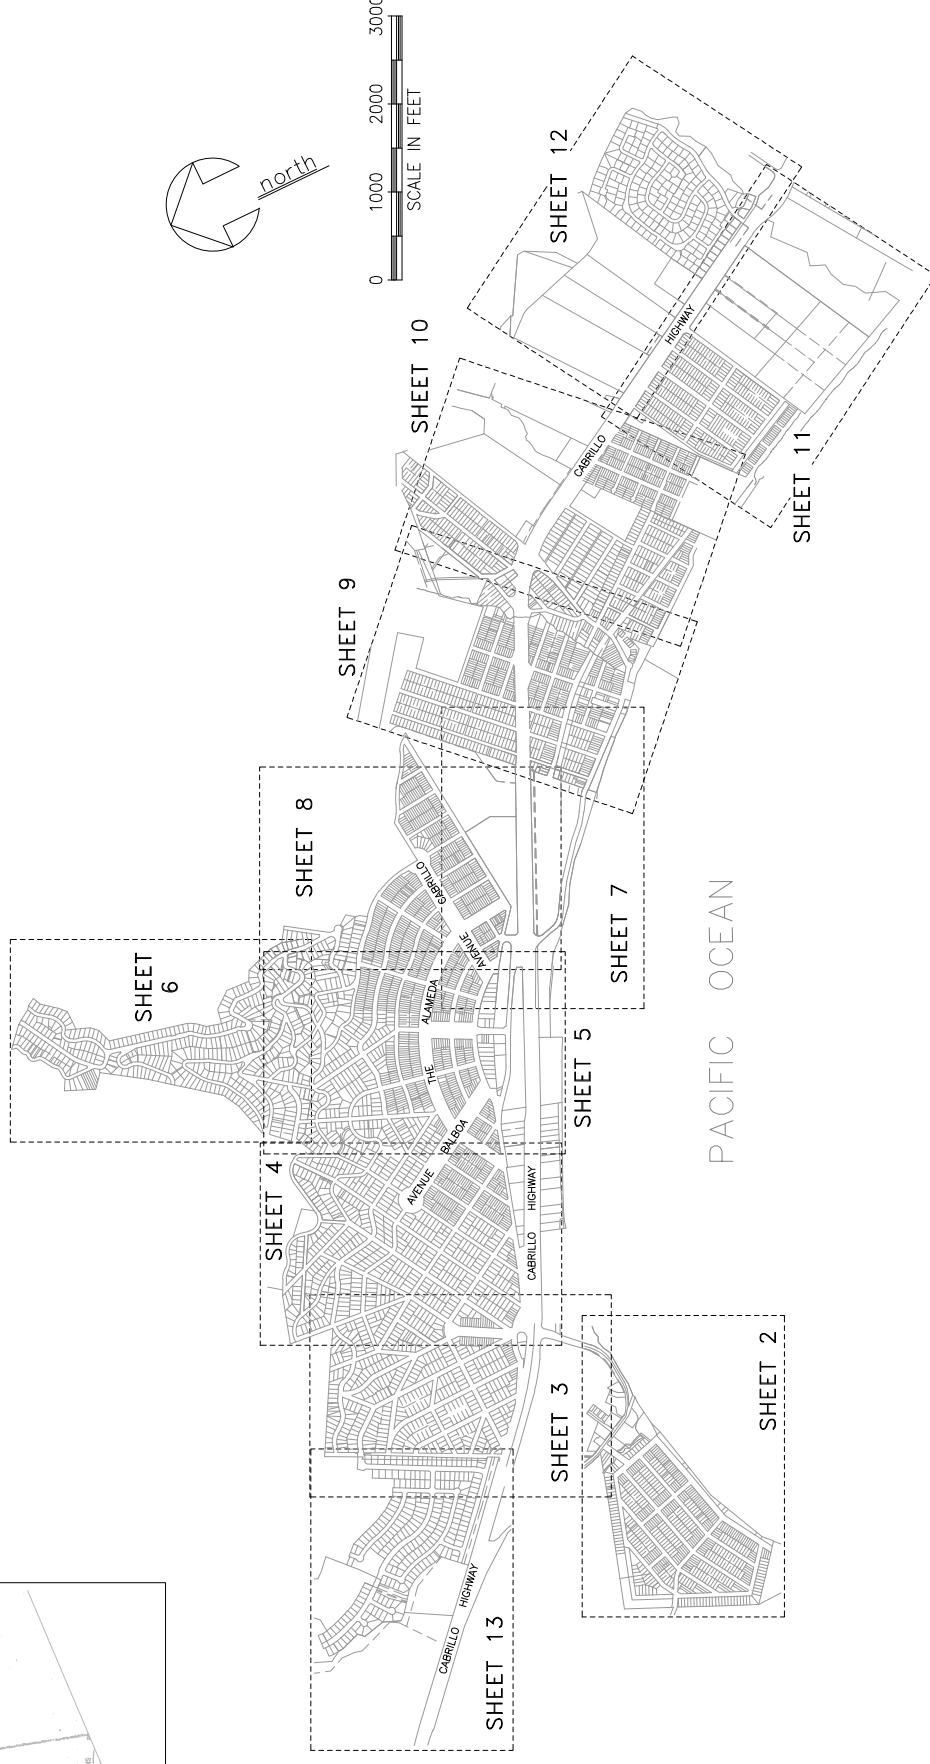 3000
2000
1000
0
SCALE IN FEET
north
SHEET 12
SHEET 10
HIGHWAY
CABRILLO
SHEET 11
SHEET 9
SHEET 8
CABRILLO
AVENUE
SHEET 7
SHEET
6
ALAMEDA
THE
SHEET 5
PACIFIC OCEAN
BALBOA
AVENUE
SHEET 4
HIGHWAY
CABRILLO
SHEET 2
SHEET 3
HIGHWAY
CABRILLO
SHEET 13